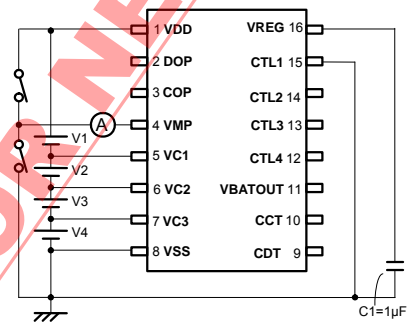 1 VDD
2 DOP
3 COP
4 VMP
5 VC1
6 VC2
7 VC3
8 VSS
VREG 16
CTL1 15
CTL2 14
CTL3 13
CTL4 12
VBATOUT 11
CCT 10
CDT 9
A
V1
V2
V3
V4
C1=1µF
OR NE